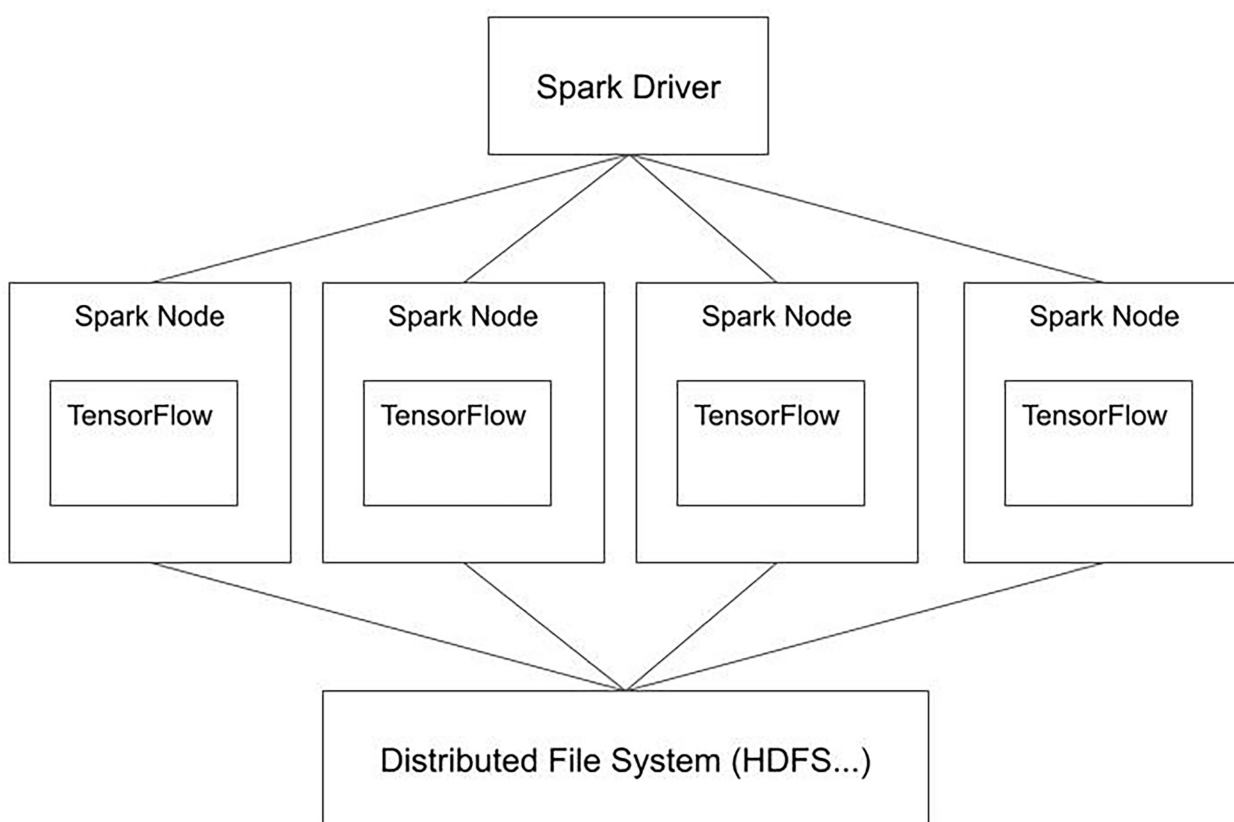 Spark Driver
Spark Node
Spark Node
Spark Node
Spark Node
TensorFlow
TensorFlow
TensorFlow
TensorFlow
Distributed File System (HDFS...)